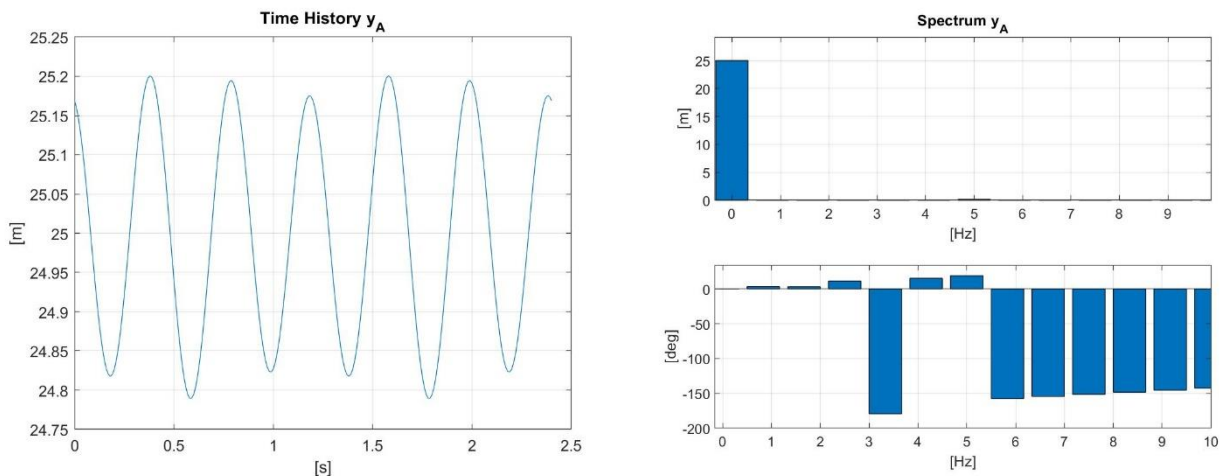 Time History y_A
25.25
25.2
25.15
25.1
25.05
25
24.95
24.9
24.85
24.8
24.75
[m]
0 0.5 1 1.5 2 2.5
[s]
Spectrum y_A
25
20
15
10
5
0
[m]
0 1 2 3 4 5 6 7 8 9
[Hz]
0
-50
-100
-150
-200
[deg]
0 1 2 3 4 5 6 7 8 9 10
[Hz]